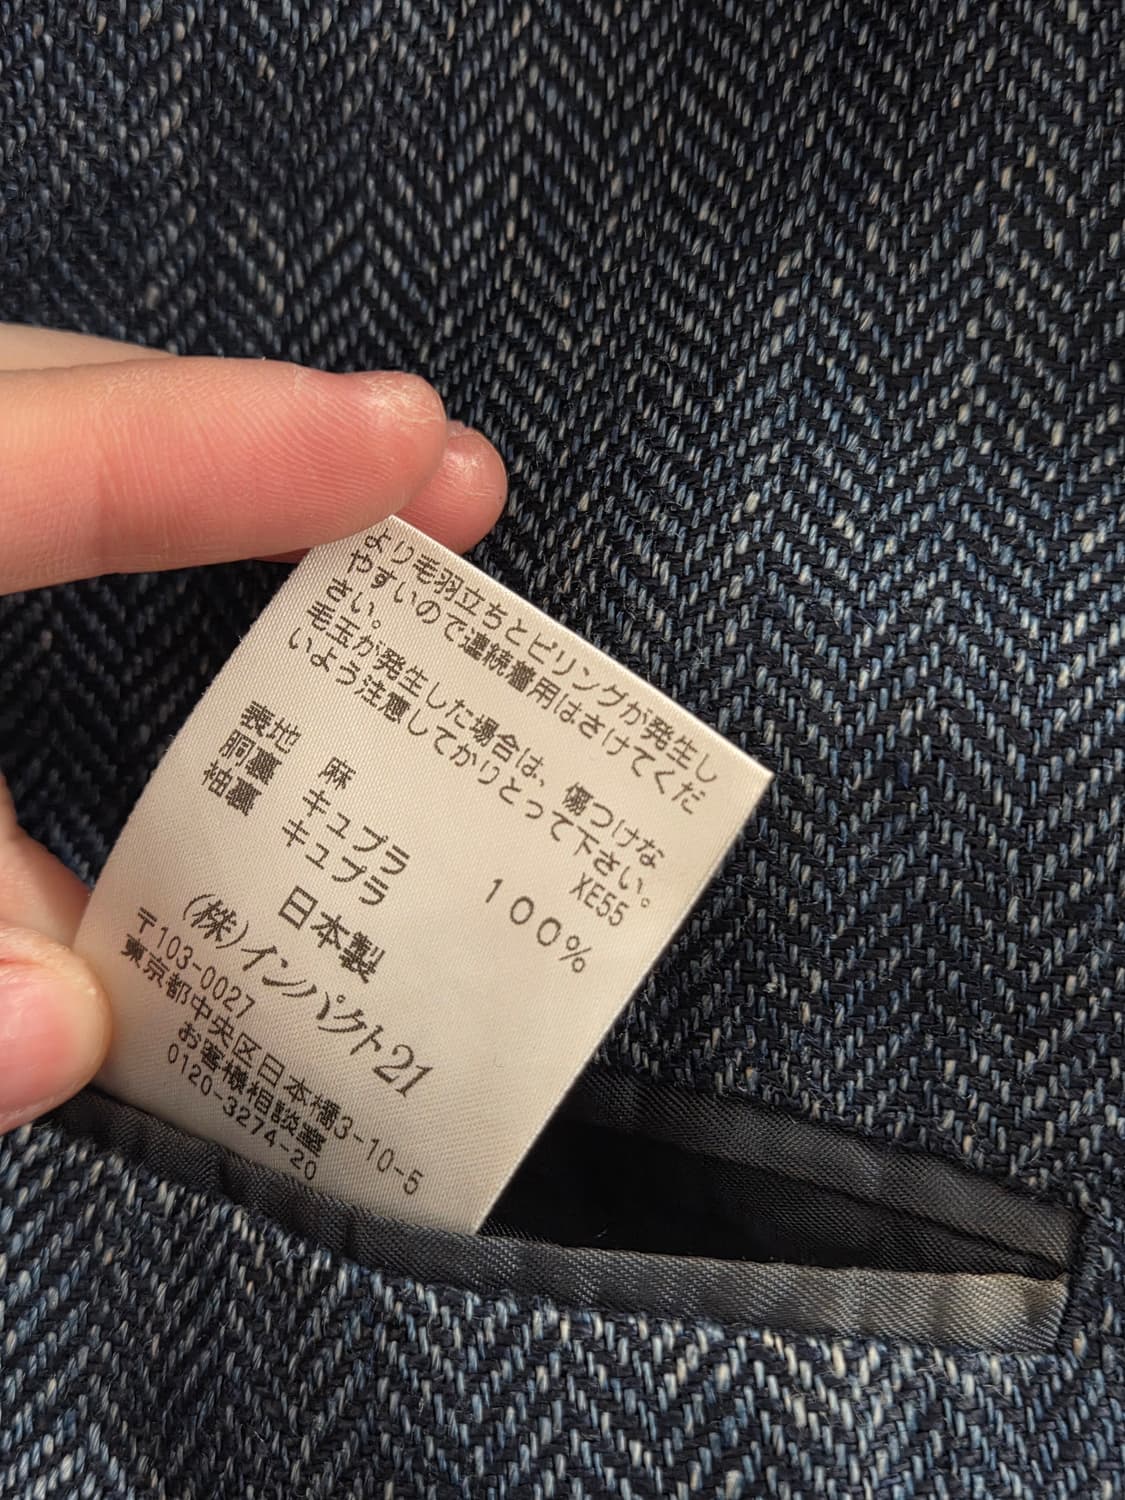 より毛羽立ちとピリングが発生し
やすいので連続着用はさけてくだ
さい。
毛玉が発生した場合は、傷つけな
いよう注意してかりとって下さい。
XE55
表地 麻 100%
胴裏 キュプラ
袖裏 キュプラ
日本製
(株)インパクト21
〒103-0027
東京都中央区日本橋3-10-5
お客様相談室
0120-3274-20